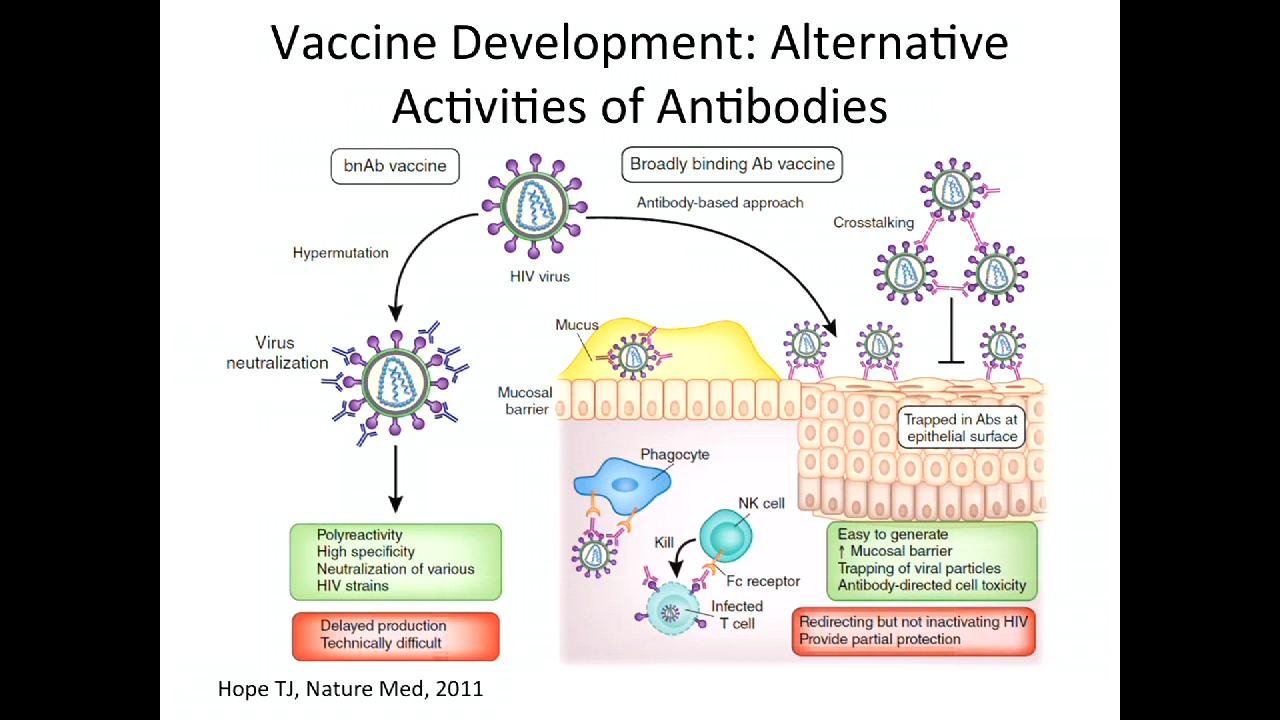 Vaccine Development: Alternative
Activities of Antibodies
bnAb vaccine
Broadly binding Ab vaccine
Antibody-based approach
Crosstalking
Hypermutation
HIV virus
Virus
neutralization
Mucus
Mucosal
barrier
Trapped in Abs at
epithelial surface
Phagocyte
NK cell
Kill
Fc receptor
Infected
T cell
Polyreactivity
High specificity
Neutralization of various
HIV strains
Delayed production
Technically difficult
Easy to generate
↑ Mucosal barrier
Trapping of viral particles
Antibody-directed cell toxicity
Redirecting but not inactivating HIV
Provide partial protection
Hope TJ, Nature Med, 2011